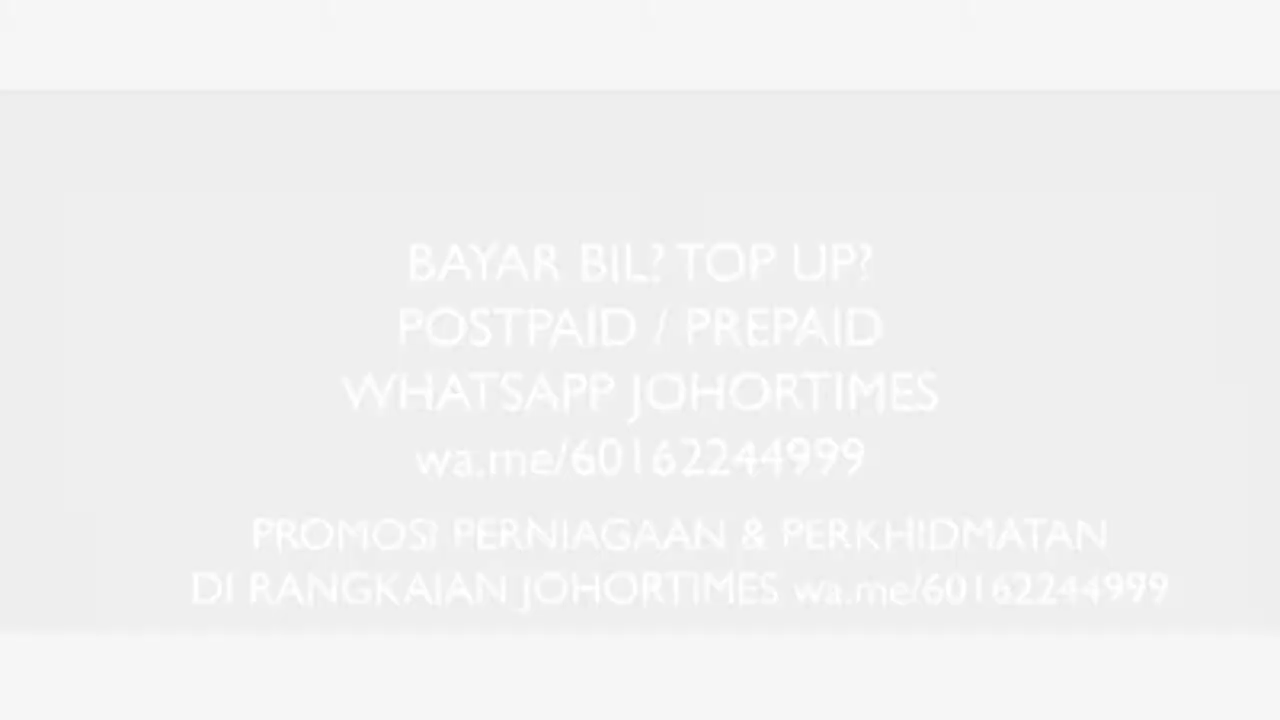 BAYAR BIL? TOP UP?
POSTPAID / PREPAID
WHATSAPP JOHORTIMES
wa.me/60162244999
PROMOSI PERNIAGAAN & PERKHIDMATAN
DI RANGKAIAN JOHORTIMES wa.me/60162244999